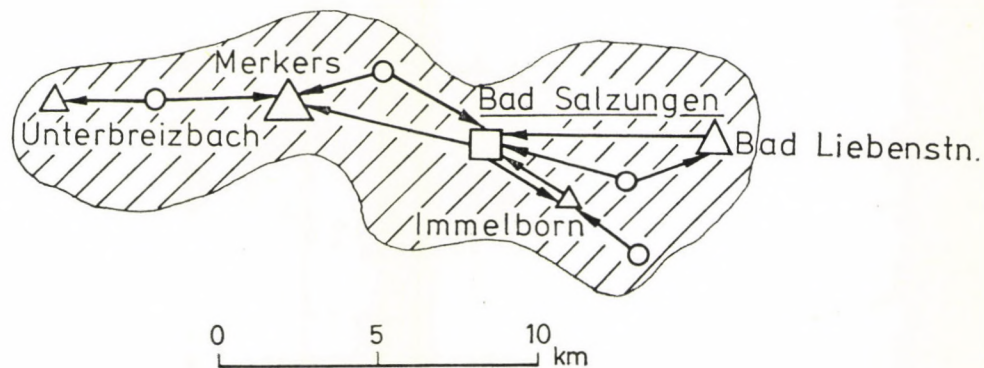 Merkers
Bad Salzungen
Unterbreizbach
Bad Liebenstn.
Immelborn
0 5 10
km